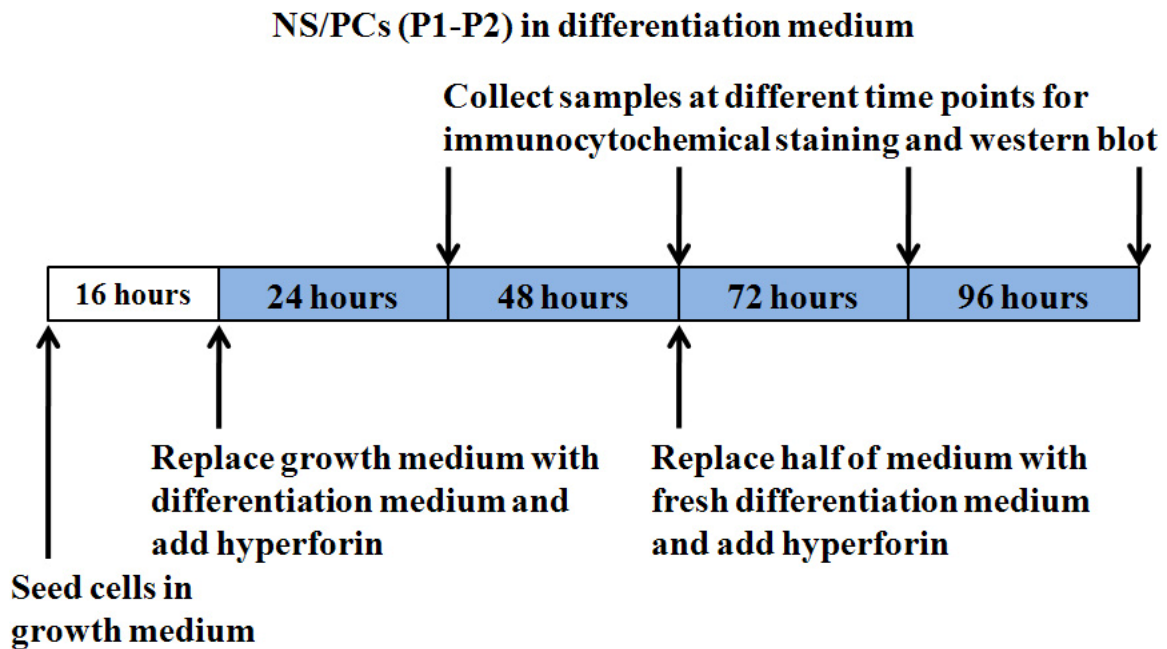 NS/PCs (P1-P2) in differentiation medium
Collect samples at different time points for
immunocytochemical staining and western blot
16 hours
24 hours
48 hours
72 hours
96 hours
Replace growth medium with
differentiation medium and
add hyperforin
Replace half of medium with
fresh differentiation medium
and add hyperforin
Seed cells in
growth medium